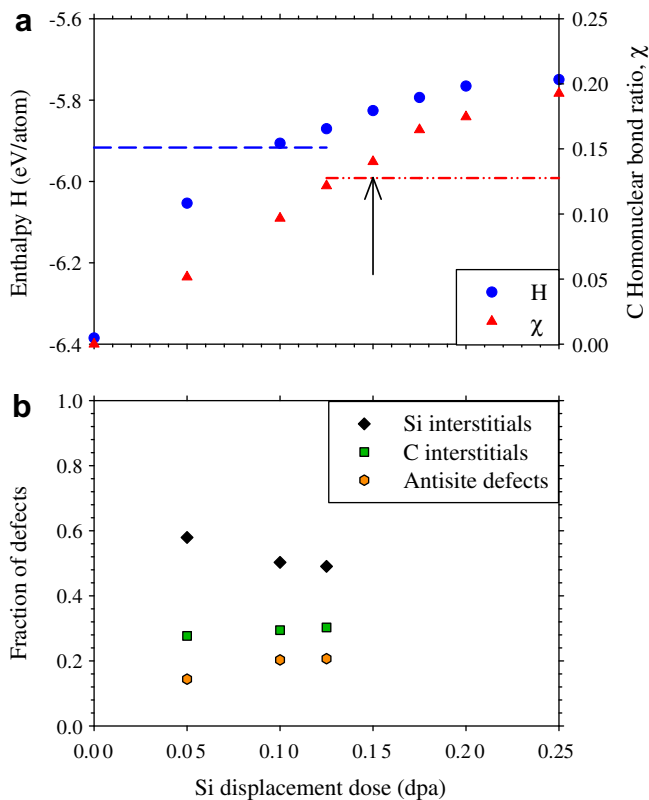 a
-5.6
-5.8
-6.0
-6.2
-6.4
Enthalpy H (eV/atom)
0.25
0.20
0.15
0.10
0.05
0.00
C Homonuclear bond ratio, χ
H
χ
b
1.0
0.8
0.6
0.4
0.2
0.0
Fraction of defects
Si interstitials
C interstitials
Antisite defects
0.00 0.05 0.10 0.15 0.20 0.25
Si displacement dose (dpa)